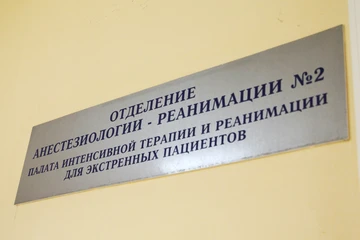 ОТДЕЛЕНИЕ
АНЕСТЕЗИОЛОГИИ - РЕАНИМАЦИИ №2
ПАЛАТА ИНТЕНСИВНОЙ ТЕРАПИИ И РЕАНИМАЦИИ
ДЛЯ ЭКСТРЕННЫХ ПАЦИЕНТОВ